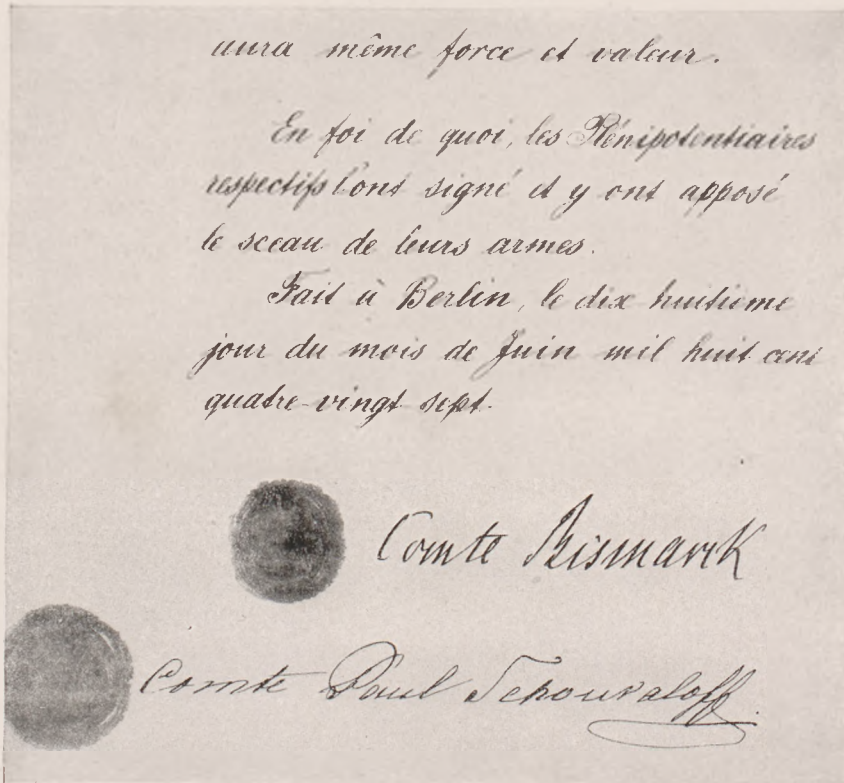 aura même force et valeur.
En foi de quoi, les Plénipotentiaires
respectifs l'ont signé et y ont apposé
le sceau de leurs armes.
Fait à Berlin, le dix huitième
jour du mois de Juin mil huit cent
quatre-vingt sept.
Comte Bismarck
Comte Paul Schouvaloff.